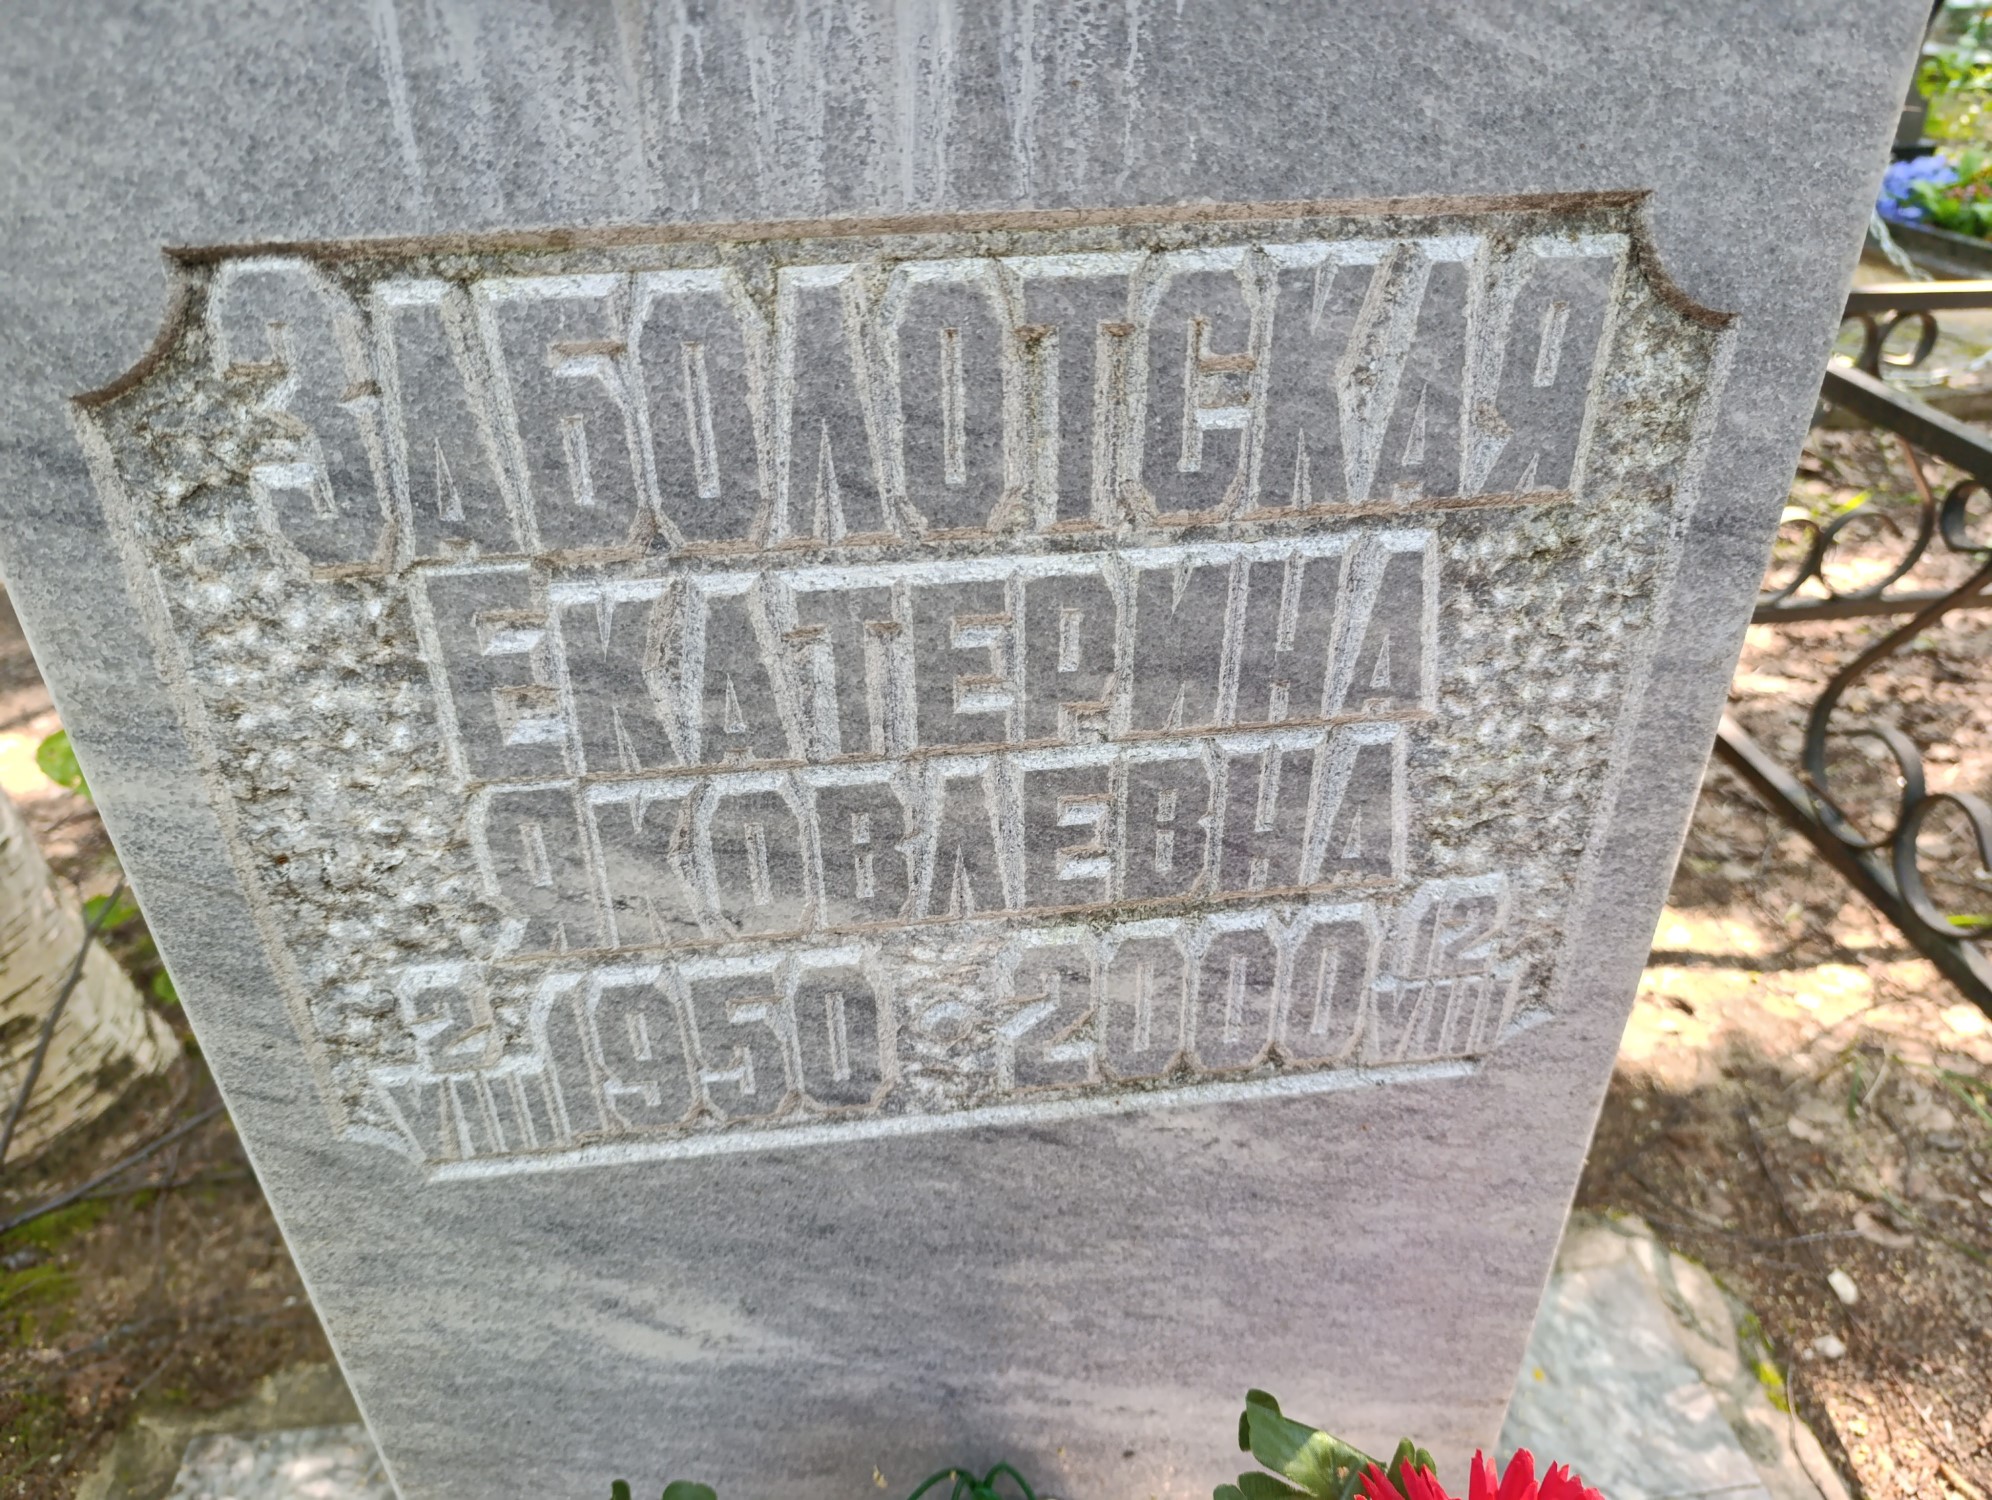 ЗАБОЛОТСКАЯ
ЕКАТЕРИНА
ЯКОВЛЕВНА
2/VIII 1950 2000 12/VIII